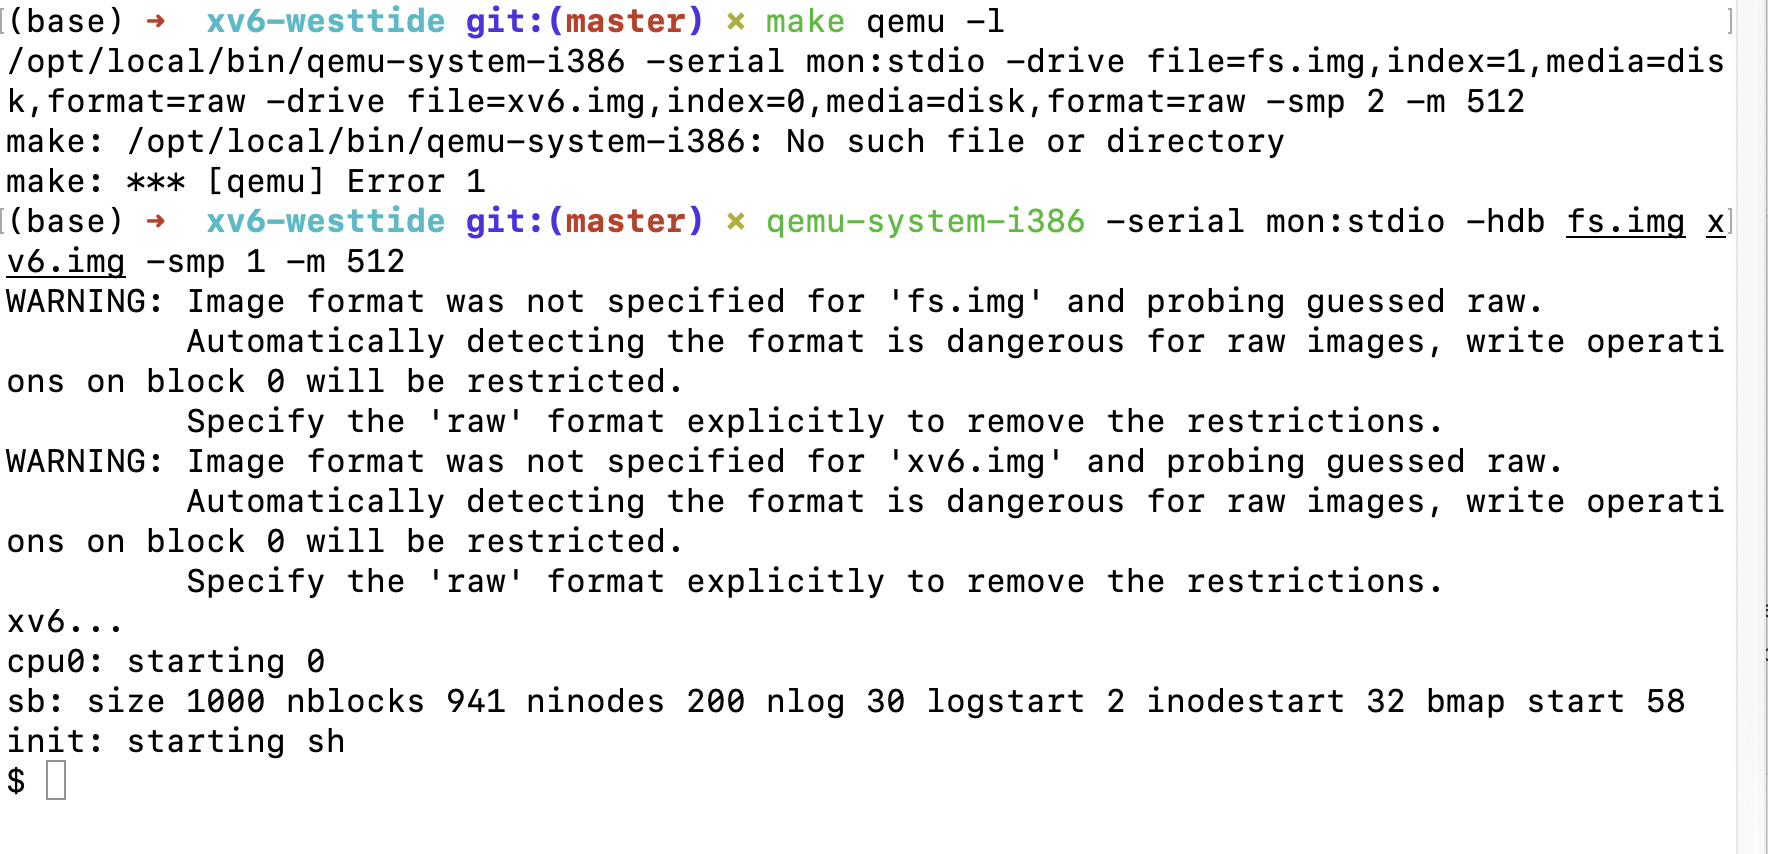 (base) ➜  xv6-westtide git:(master) ✗ make qemu -l
/opt/local/bin/qemu-system-i386 -serial mon:stdio -drive file=fs.img,index=1,media=dis
k,format=raw -drive file=xv6.img,index=0,media=disk,format=raw -smp 2 -m 512
make: /opt/local/bin/qemu-system-i386: No such file or directory
make: *** [qemu] Error 1
(base) ➜  xv6-westtide git:(master) ✗ qemu-system-i386 -serial mon:stdio -hdb fs.img x
v6.img -smp 1 -m 512
WARNING: Image format was not specified for 'fs.img' and probing guessed raw.
         Automatically detecting the format is dangerous for raw images, write operati
ons on block 0 will be restricted.
         Specify the 'raw' format explicitly to remove the restrictions.
WARNING: Image format was not specified for 'xv6.img' and probing guessed raw.
         Automatically detecting the format is dangerous for raw images, write operati
ons on block 0 will be restricted.
         Specify the 'raw' format explicitly to remove the restrictions.
xv6...
cpu0: starting 0
sb: size 1000 nblocks 941 ninodes 200 nlog 30 logstart 2 inodestart 32 bmap start 58
init: starting sh
$